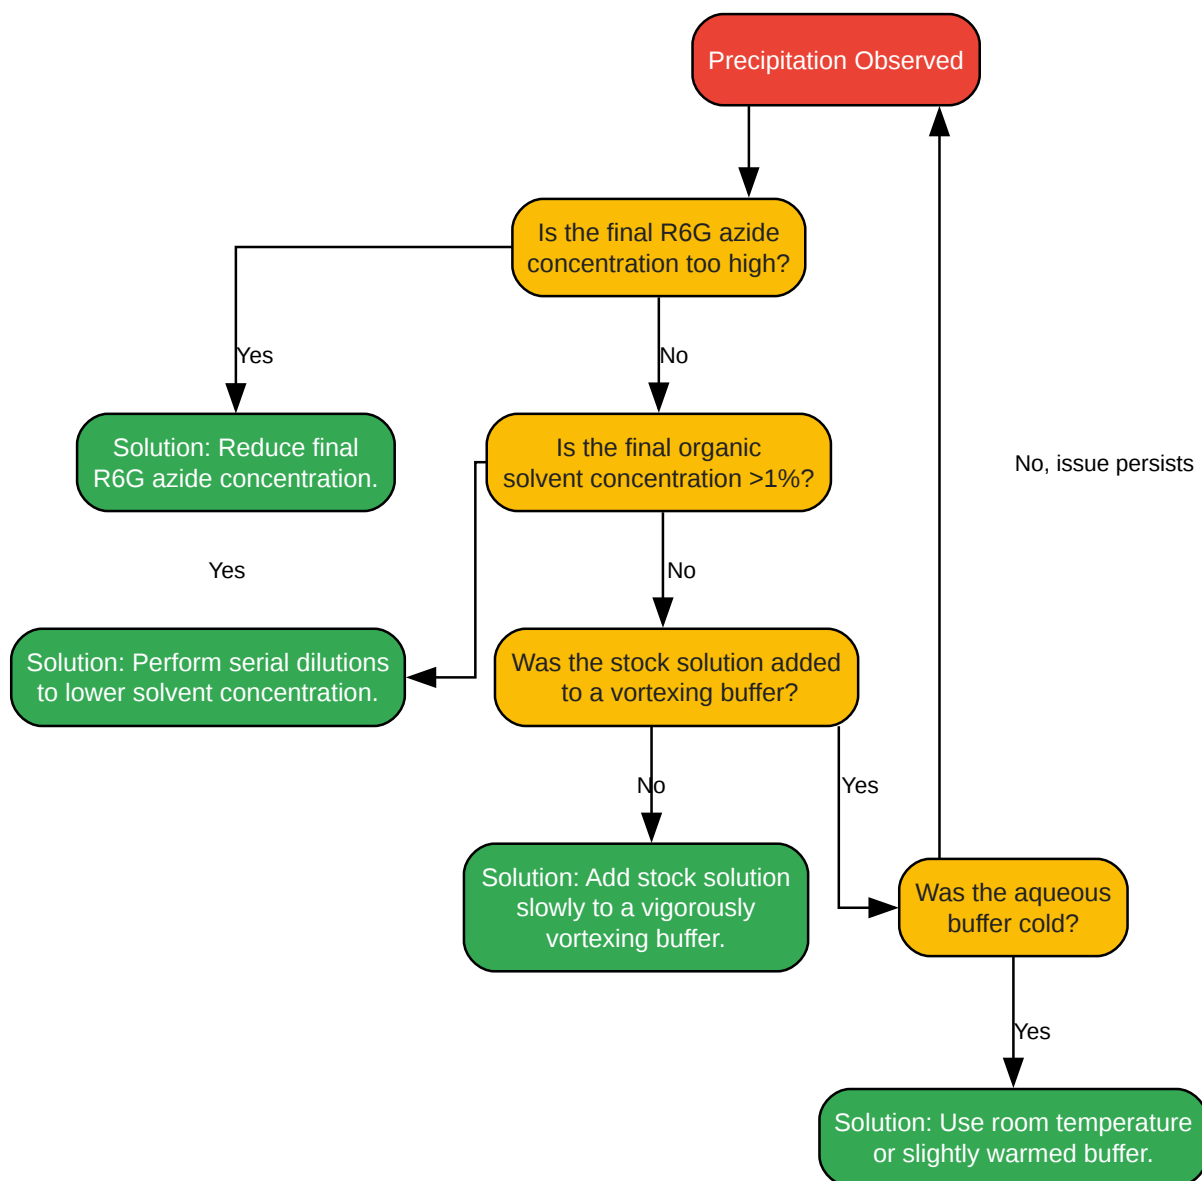 Precipitation Observed
Is the final R6G azide
concentration too high?
Yes
No
Solution: Reduce final
R6G azide concentration.
Is the final organic
solvent concentration >1%?
No, issue persists
Yes
No
Solution: Perform serial dilutions
to lower solvent concentration.
Was the stock solution added
to a vortexing buffer?
No
Yes
Solution: Add stock solution
slowly to a vigorously
vortexing buffer.
Was the aqueous
buffer cold?
Yes
Solution: Use room temperature
or slightly warmed buffer.